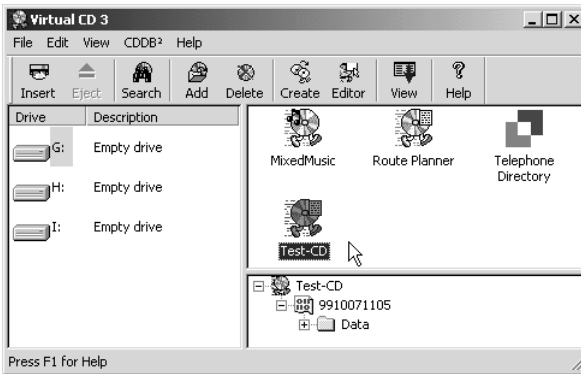 Virtual CD 3
File Edit View CDDB² Help
Insert Eject Search Add Delete Create Editor View Help
Drive Description
G: Empty drive
H: Empty drive
I: Empty drive
MixedMusic Route Planner Telephone
Directory
Test-CD
Test-CD
9910071105
Data
Press F1 for Help